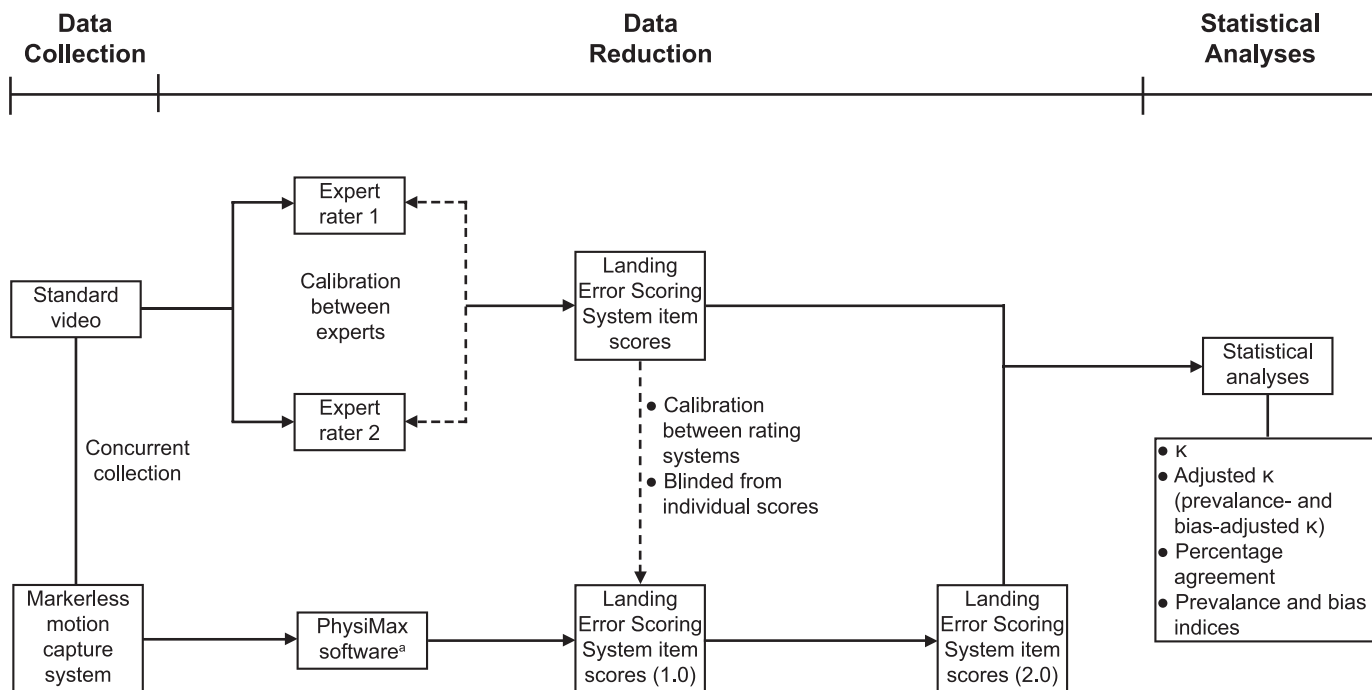 Data
Collection
Data
Reduction
Statistical
Analyses
Expert
rater 1
Standard
video
Calibration
between
experts
Landing
Error Scoring
System item
scores
Statistical
analyses
Expert
rater 2
Concurrent
collection
● Calibration
between rating
systems
● Blinded from
individual scores
● κ
● Adjusted κ
(prevalance- and
bias-adjusted κ)
● Percentage
agreement
● Prevalance and bias
indices
Markerless
motion
capture
system
PhysiMax
softwareᵃ
Landing
Error Scoring
System item
scores (1.0)
Landing
Error Scoring
System item
scores (2.0)